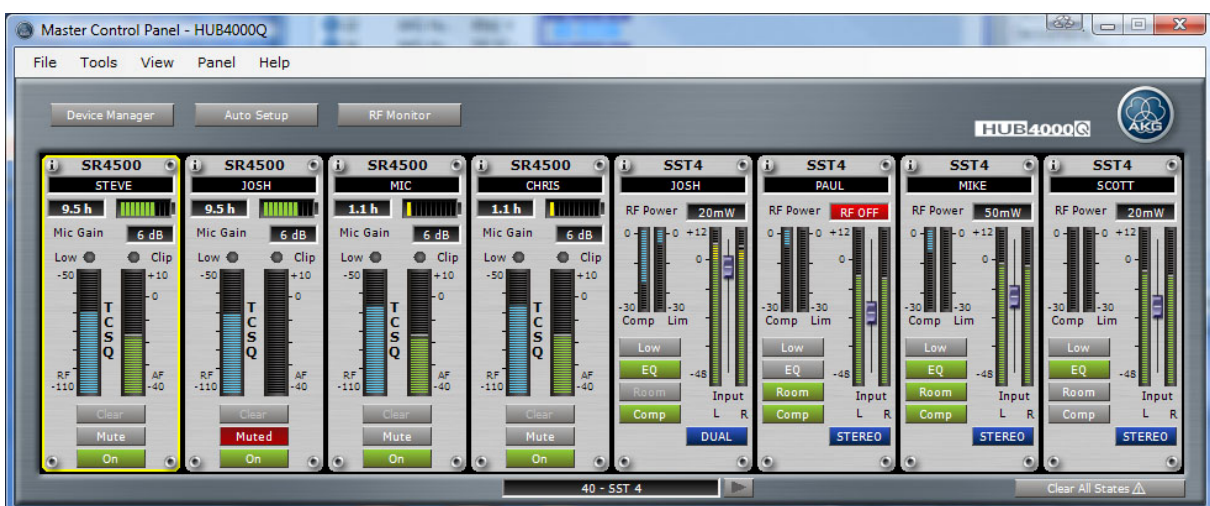 Master Control Panel - HUB4000Q
File Tools View Panel Help
Device Manager Auto Setup RF Monitor
HUB4000Q AKG
i SR4500 i SR4500 i SR4500 i SR4500 i SST4 i SST4 i SST4 i SST4
STEVE JOSH MIC CHRIS JOSH PAUL MIKE SCOTT
9.5 h 9.5 h 1.1 h 1.1 h RF Power 20mW RF Power RF OFF RF Power 50mW RF Power 20mW
Mic Gain 6 dB Mic Gain 6 dB Mic Gain 6 dB Mic Gain 6 dB 0 0 +12 0 0 +12 0 0 +12 0 0 +12
Low Clip Low Clip Low Clip Low Clip 0 0 0 0
-50 +10 -50 +10 -50 +10 -50 +10
0 0 0 0
T C S Q T C S Q T C S Q T C S Q
-30 -30 -30 -30 -30 -30 -30 -30
Comp Lim Comp Lim Comp Lim Comp Lim
Low Low Low Low
RF AF RF AF RF AF RF AF EQ -48 EQ -48 EQ -48 EQ -48
-110 -40 -110 -40 -110 -40 -110 -40 Room Input Room Input Room Input Room Input
Clear Clear Clear Clear Comp L R Comp L R Comp L R Comp L R
Mute Muted Mute Mute DUAL STEREO STEREO STEREO
On On On On
40 - SST 4 Clear All States